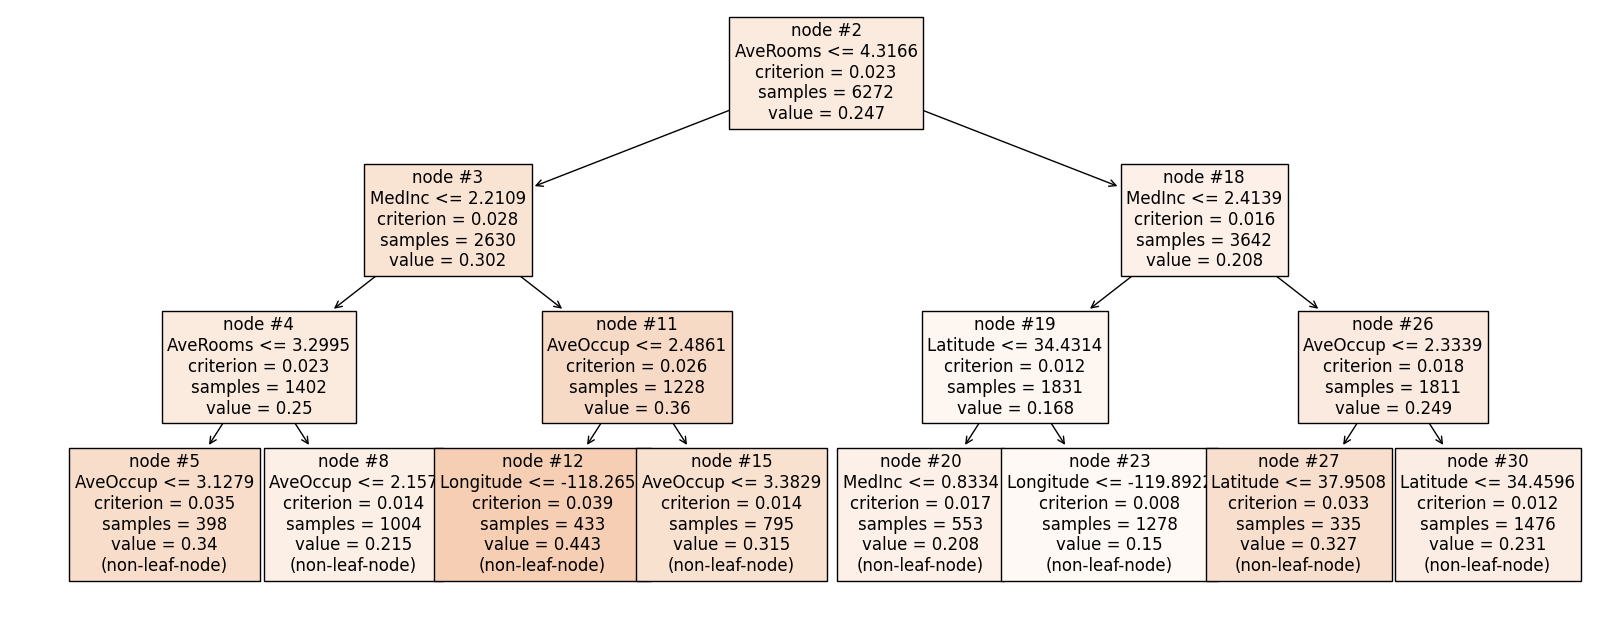 node #2
AveRooms <= 4.3166
criterion = 0.023
samples = 6272
value = 0.247
node #3
MedInc <= 2.2109
criterion = 0.028
samples = 2630
value = 0.302
node #18
MedInc <= 2.4139
criterion = 0.016
samples = 3642
value = 0.208
node #4
AveRooms <= 3.2995
criterion = 0.023
samples = 1402
value = 0.25
node #11
AveOccup <= 2.4861
criterion = 0.026
samples = 1228
value = 0.36
node #19
Latitude <= 34.4314
criterion = 0.012
samples = 1831
value = 0.168
node #26
AveOccup <= 2.3339
criterion = 0.018
samples = 1811
value = 0.249
node #5
AveOccup <= 3.1279
criterion = 0.035
samples = 398
value = 0.34
(non-leaf-node)
node #8
AveOccup <= 2.157
criterion = 0.014
samples = 1004
value = 0.215
(non-leaf-node)
node #12
Longitude <= -118.265
criterion = 0.039
samples = 433
value = 0.443
(non-leaf-node)
node #15
AveOccup <= 3.3829
criterion = 0.014
samples = 795
value = 0.315
(non-leaf-node)
node #20
MedInc <= 0.8334
criterion = 0.017
samples = 553
value = 0.208
(non-leaf-node)
node #23
Longitude <= -119.8922
criterion = 0.008
samples = 1278
value = 0.15
(non-leaf-node)
node #27
Latitude <= 37.9508
criterion = 0.033
samples = 335
value = 0.327
(non-leaf-node)
node #30
Latitude <= 34.4596
criterion = 0.012
samples = 1476
value = 0.231
(non-leaf-node)